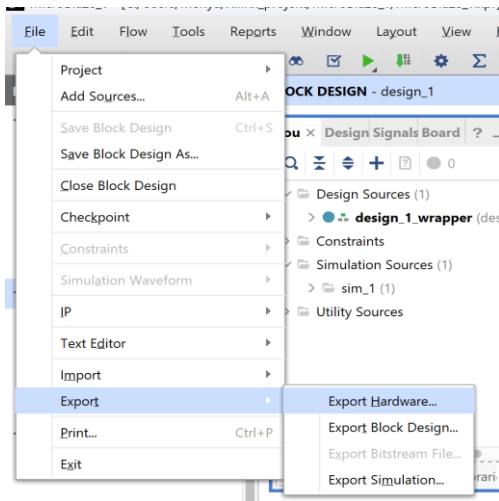 File Edit Flow Tools Reports Window Layout View
Project
Add Sources... Alt+A
OCK DESIGN - design_1
Save Block Design Ctrl+S
ou × Design Signals Board ? _
Save Block Design As...
0
Close Block Design
Design Sources (1)
design_1_wrapper (des
Checkpoint
Constraints
Constraints
Simulation Sources (1)
Simulation Waveform
sim_1 (1)
IP
Utility Sources
Text Editor
Import
Export
Export Hardware...
Print... Ctrl+P
Export Block Design...
Export Bitstream File...
Exit
Export Simulation...
rari